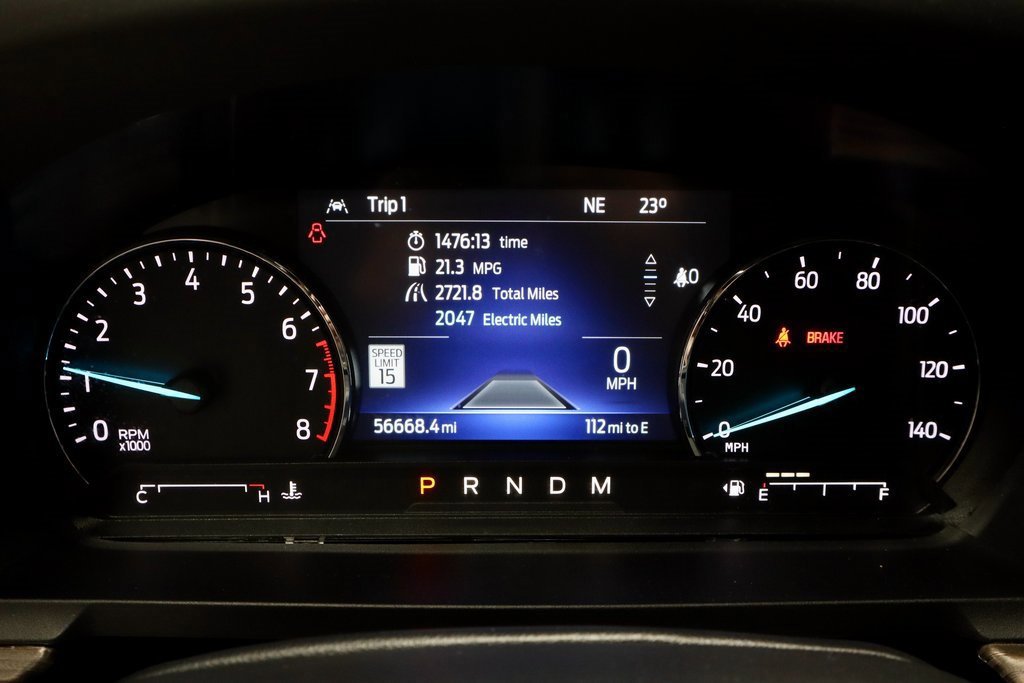 Trip 1 NE 23°
1476:13 time
21.3 MPG
2721.8 Total Miles
2047 Electric Miles
0
SPEED LIMIT 15
0 MPH
56668.4 mi 112 mi to E
0 1 2 3 4 5 6 7 8
RPM x1000
0 20 40 60 80 100 120 140
BRAKE
MPH
C H
P R N D M
E F